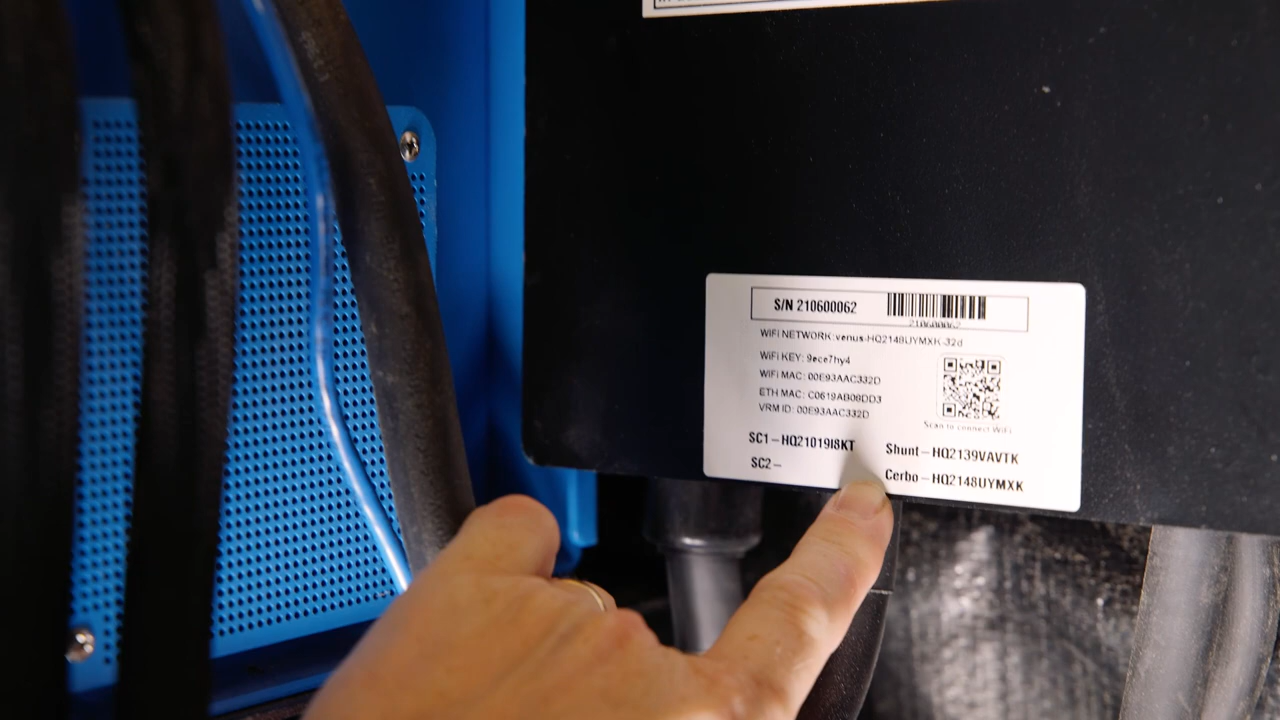 S/N 210600062
210600062
WIFI NETWORK:venus-HQ2148UYMXK-32d
WIFI KEY: 9ece7hy4
WIFI MAC: 00E93AAC332D
ETH MAC: C0619AB08DD3
VRM ID: 00E93AAC332D
Scan to connect WiFi
SC1 – HQ21019I8KT
Shunt – HQ2139VAVTK
SC2 –
Cerbo – HQ2148UYMXK